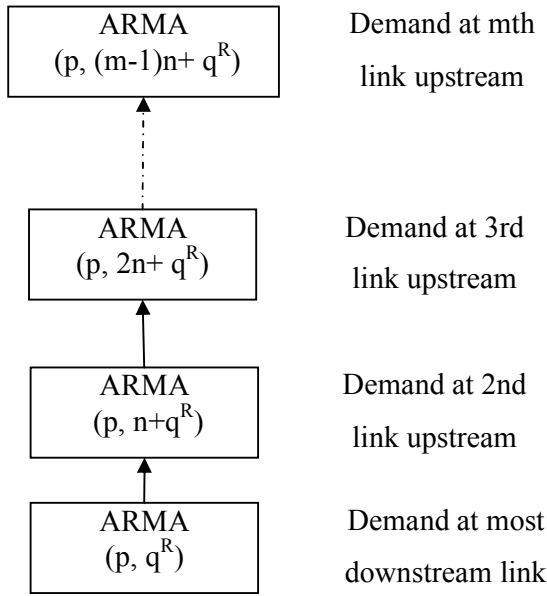 ARMA
(p, (m-1)n+ q^R)
Demand at mth
link upstream
ARMA
(p, 2n+ q^R)
Demand at 3rd
link upstream
ARMA
(p, n+q^R)
Demand at 2nd
link upstream
ARMA
(p, q^R)
Demand at most
downstream link